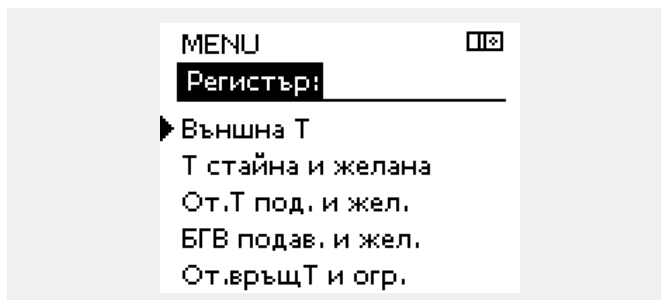 MENU
Регистър:
Външна Т
Т стайна и желана
От.Т под. и жел.
БГВ подав. и жел.
От.връщТ и огр.